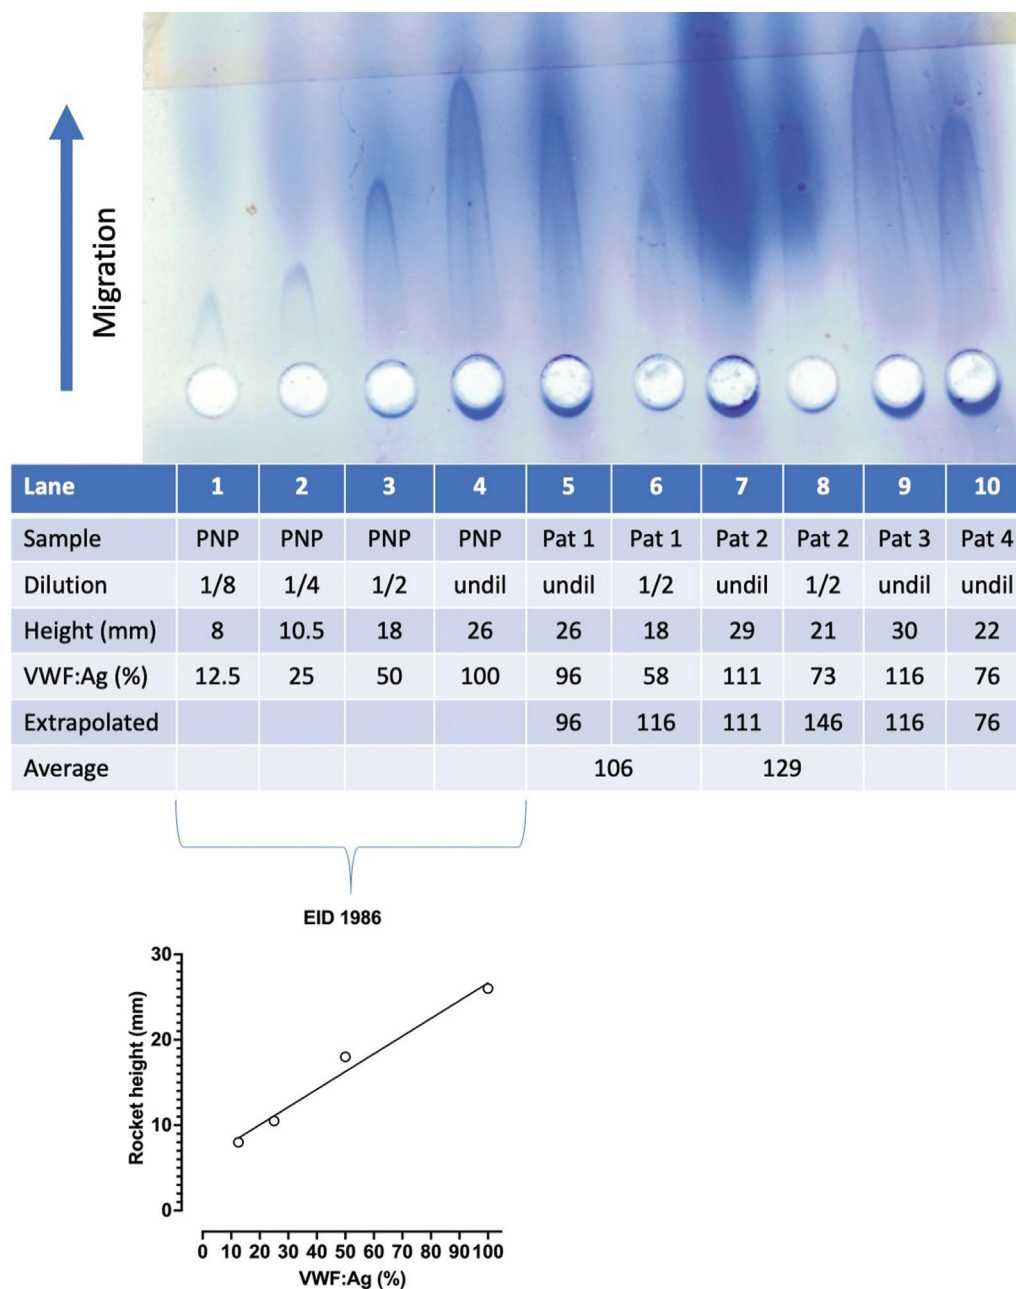 Migration
Lane 1 2 3 4 5 6 7 8 9 10
Sample PNP PNP PNP PNP Pat 1 Pat 1 Pat 2 Pat 2 Pat 3 Pat 4
Dilution 1/8 1/4 1/2 undil undil 1/2 undil 1/2 undil undil
Height (mm) 8 10.5 18 26 26 18 29 21 30 22
VWF:Ag (%) 12.5 25 50 100 96 58 111 73 116 76
Extrapolated 96 116 111 146 116 76
Average 106 129
EID 1986
Rocket height (mm)
30
20
10
0
0 10 20 30 40 50 60 70 80 90 100
VWF:Ag (%)